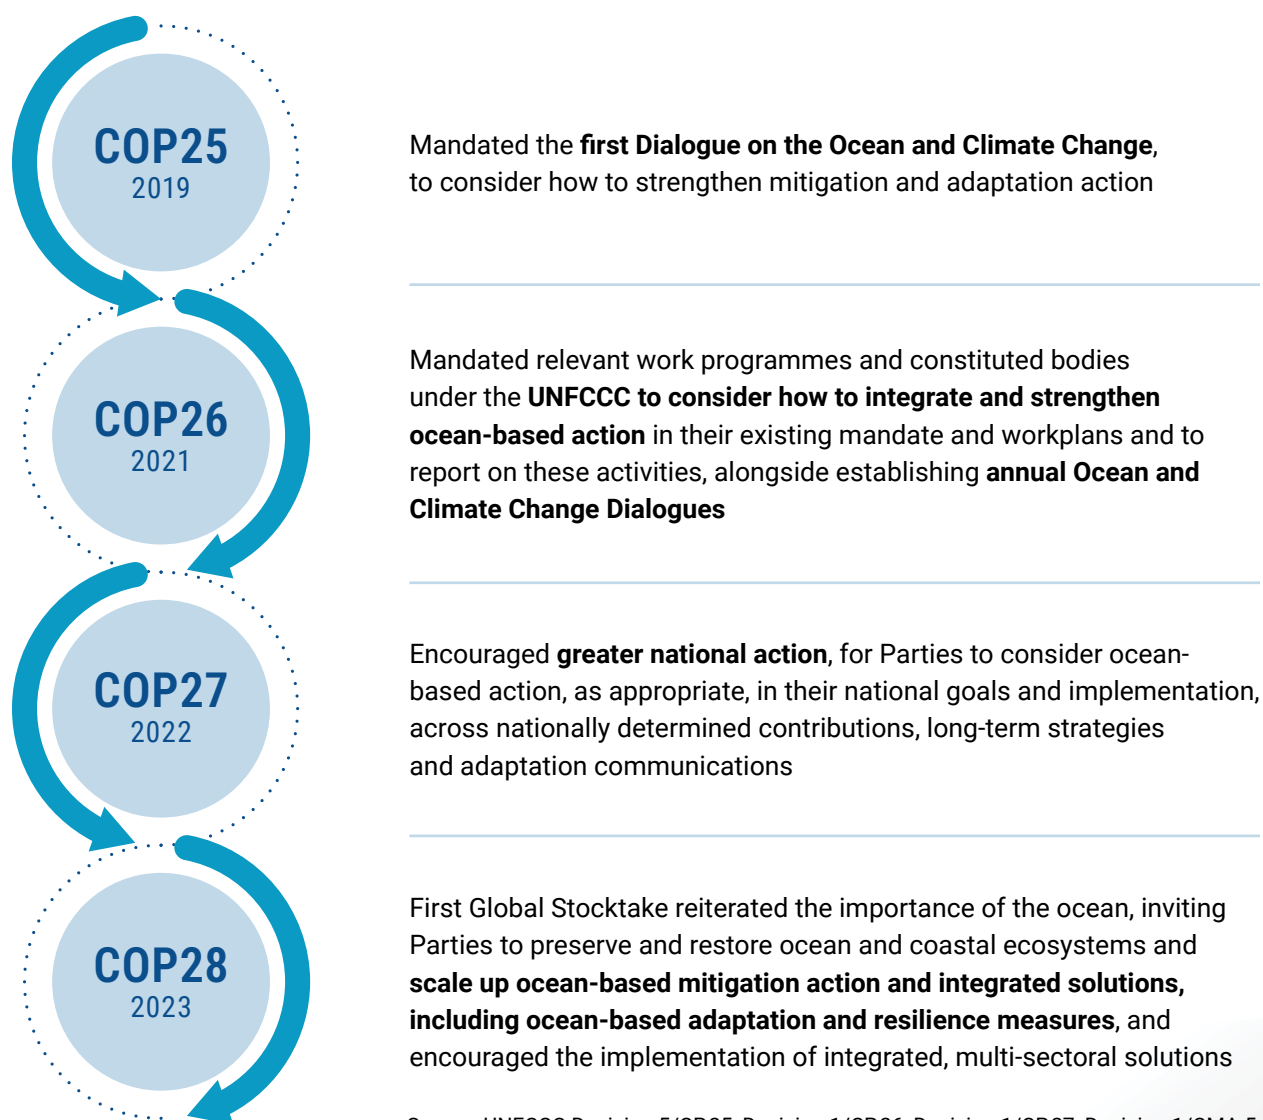 COP25
2019
Mandated the first Dialogue on the Ocean and Climate Change,
to consider how to strengthen mitigation and adaptation action
COP26
2021
Mandated relevant work programmes and constituted bodies
under the UNFCCC to consider how to integrate and strengthen
ocean-based action in their existing mandate and workplans and to
report on these activities, alongside establishing annual Ocean and
Climate Change Dialogues
COP27
2022
Encouraged greater national action, for Parties to consider ocean-
based action, as appropriate, in their national goals and implementation,
across nationally determined contributions, long-term strategies
and adaptation communications
COP28
2023
First Global Stocktake reiterated the importance of the ocean, inviting
Parties to preserve and restore ocean and coastal ecosystems and
scale up ocean-based mitigation action and integrated solutions,
including ocean-based adaptation and resilience measures, and
encouraged the implementation of integrated, multi-sectoral solutions